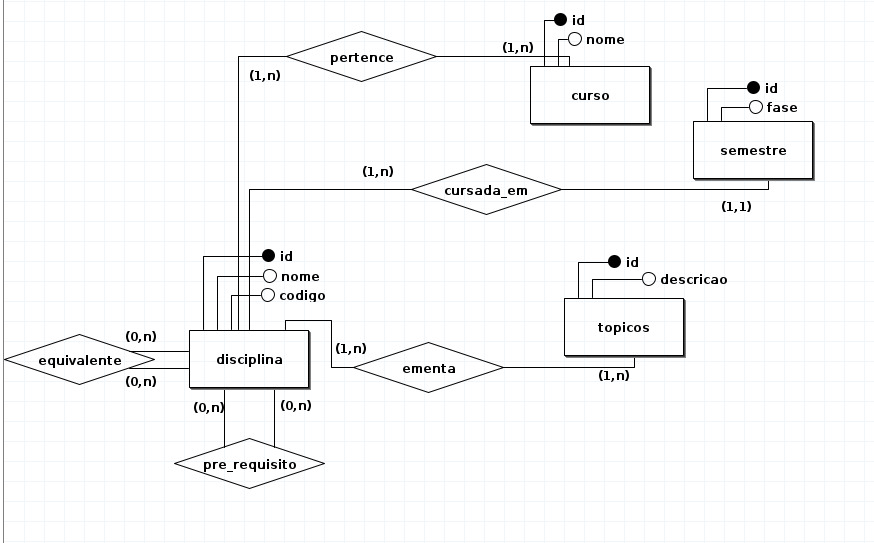 id
nome
(1,n)
pertence
(1,n)
curso
id
fase
semestre
(1,n)
cursada_em
(1,1)
id
nome
codigo
id
descricao
topicos
(0,n)
equivalente
(0,n)
disciplina
(1,n)
ementa
(1,n)
(0,n)
(0,n)
pre_requisito